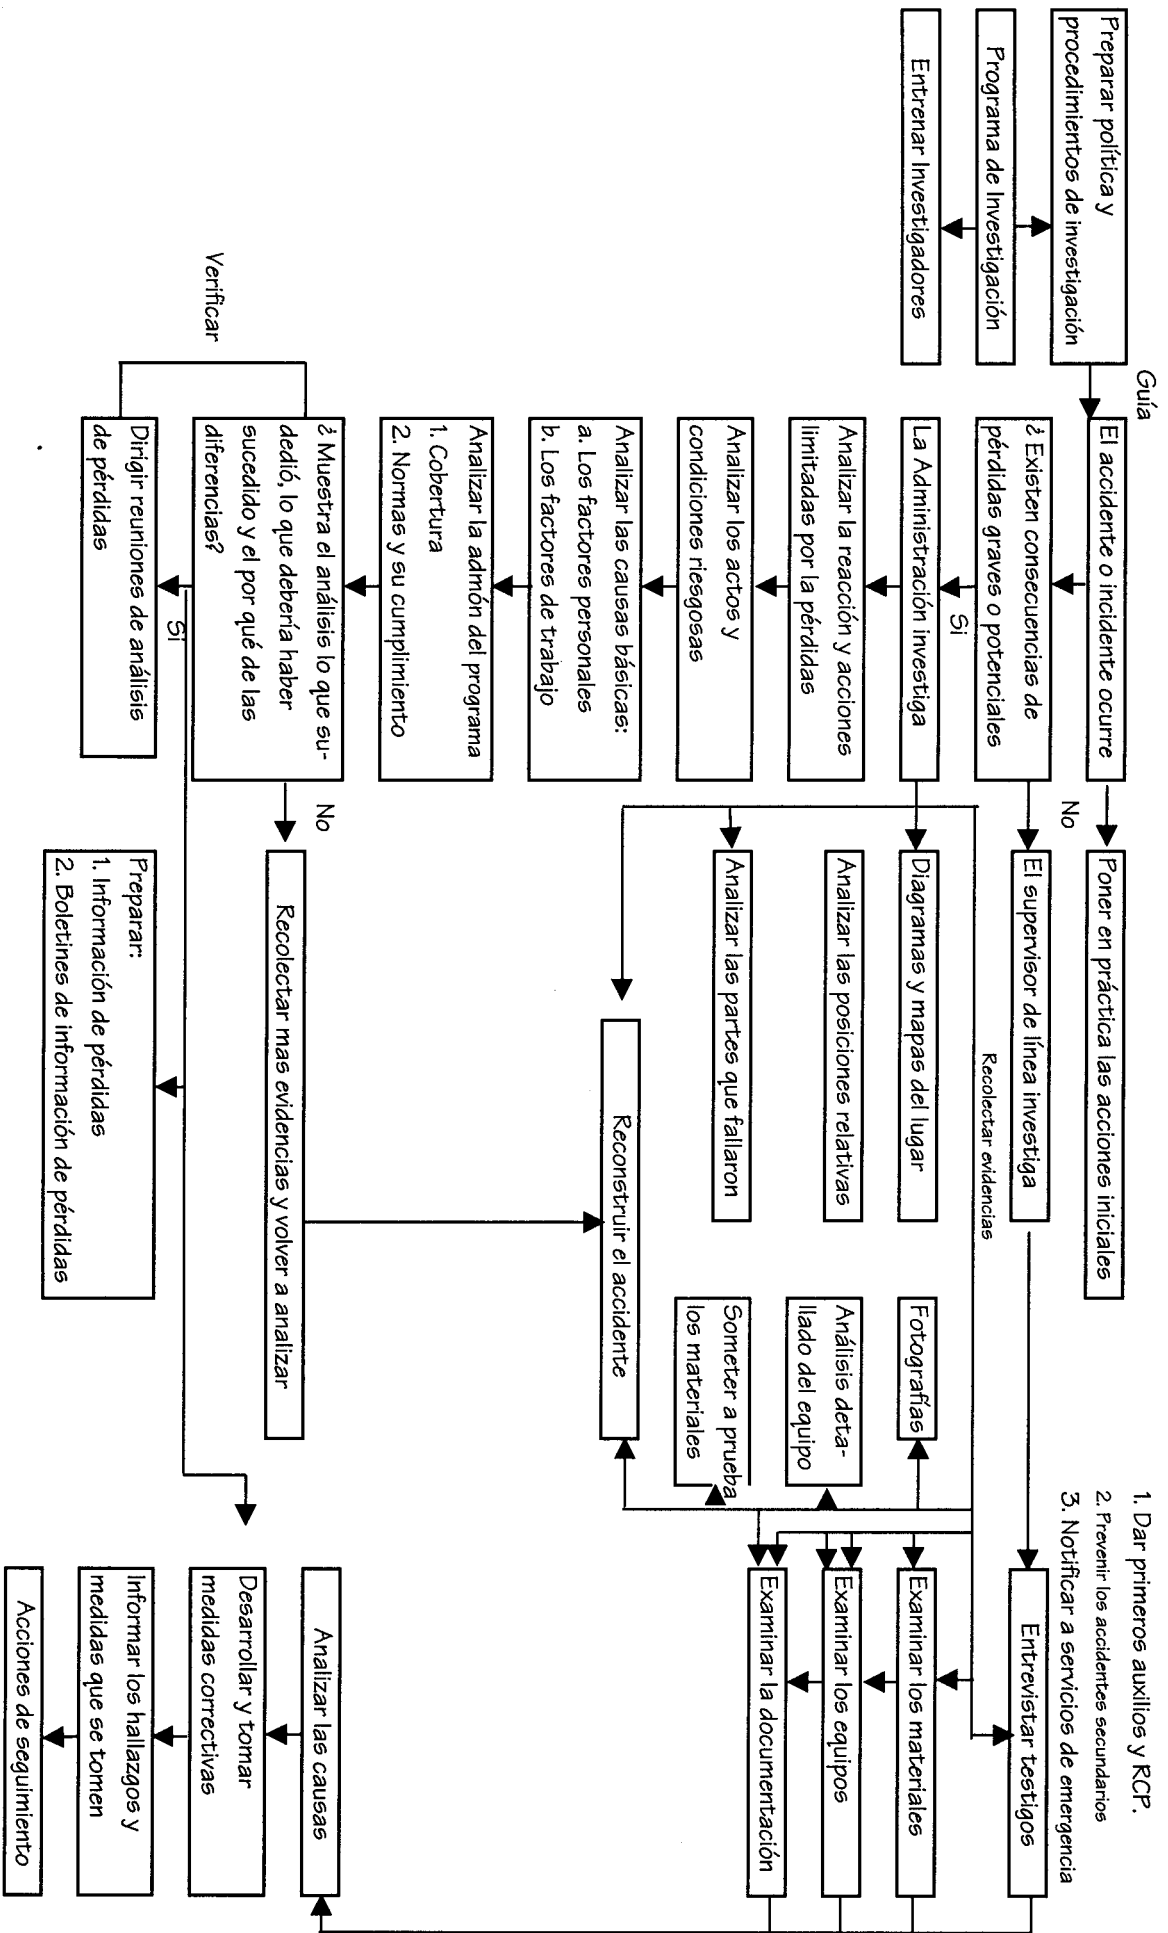 Preparar política y
procedimientos de investigación
Programa de Investigación
Entrenar Investigadores
Guía
El accidente o incidente ocurre
¿ Existen consecuencias de
pérdidas graves o potenciales
Si
La Administración investiga
Analizar la reacción y acciones
limitadas por la pérdidas
Analizar los actos y
condiciones riesgosas
Analizar las causas básicas:
a. Los factores personales
b. Los factores de trabajo
Analizar la admón del programa
1. Cobertura
2. Normas y su cumplimiento
¿ Muestra el análisis lo que su-
dedió, lo que debería haber
sucedido y el por qué de las
diferencias?
Si
Dirigir reuniones de análisis
de pérdidas
Verificar
Poner en práctica las acciones iniciales
No
El supervisor de línea investiga
Recolectar evidencias
Diagramas y mapas del lugar
Analizar las posiciones relativas
Analizar las partes que fallaron
Reconstruir el accidente
No
Recolectar mas evidencias y volver a analizar
Preparar:
1. Información de pérdidas
2. Boletines de información de pérdidas
Fotografías
Análisis deta-
llado del equipo
Someter a prueba
los materiales
1. Dar primeros auxilios y RCP.
2. Prevenir los accidentes secundarios
3. Notificar a servicios de emergencia
Entrevistar testigos
Examinar los materiales
Examinar los equipos
Examinar la documentación
Analizar las causas
Desarrollar y tomar
medidas correctivas
Informar los hallazgos y
medidas que se tomen
Acciones de seguimiento